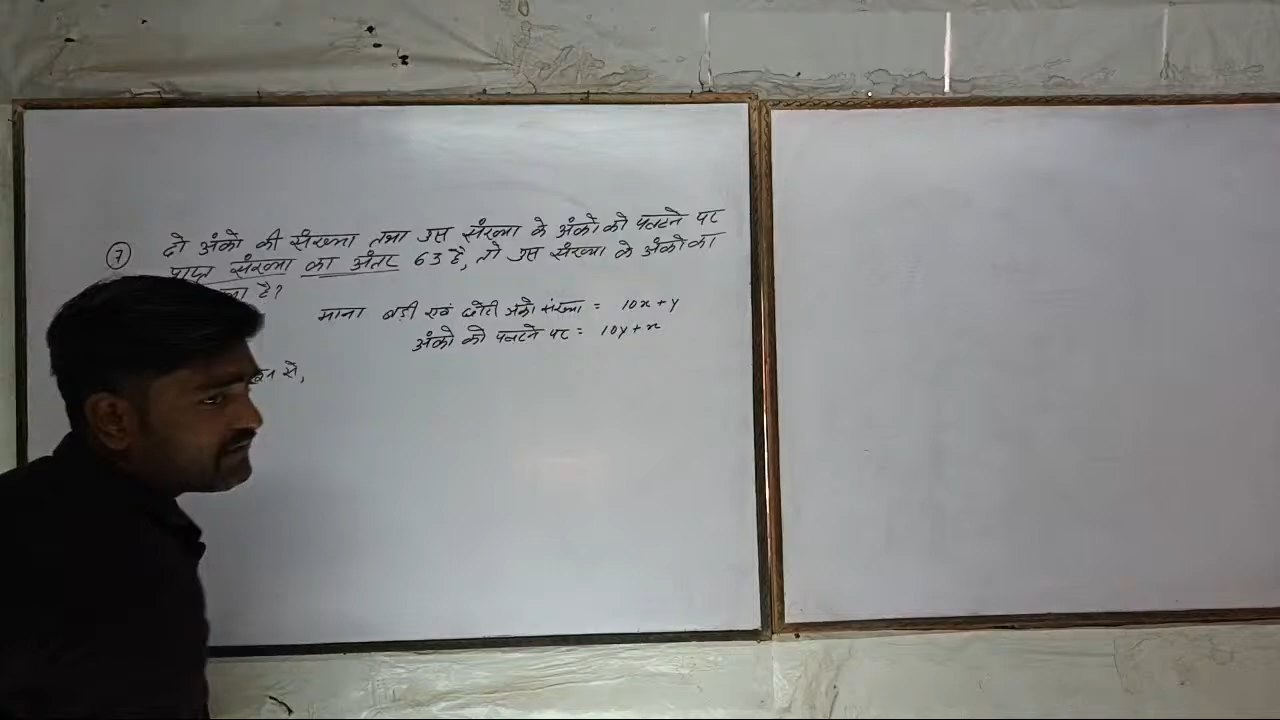 (7) दो अंको की संख्या तथा उस संख्या के अंको को पलटने पर
प्राप्त संख्या का अंतर 63 है, तो उस संख्या के अंको का
है?
माना बड़ी एवं छोटी अंको संख्या = 10x + y
अंको को पलटने पर = 10y + x
से,